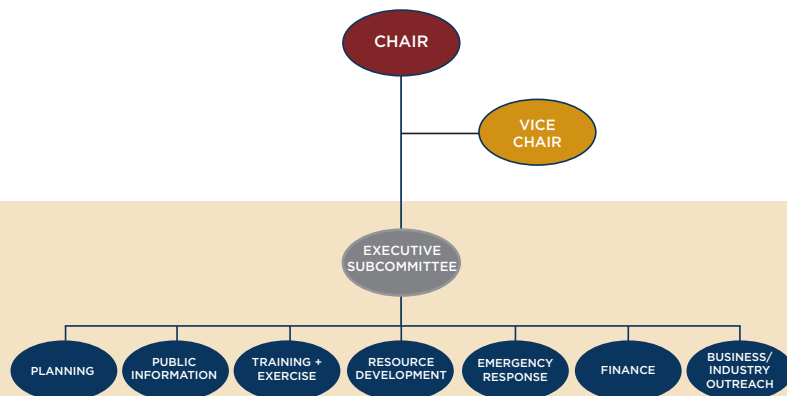 CHAIR
VICE
CHAIR
EXECUTIVE
SUBCOMMITTEE
PLANNING
PUBLIC
INFORMATION
TRAINING +
EXERCISE
RESOURCE
DEVELOPMENT
EMERGENCY
RESPONSE
FINANCE
BUSINESS/
INDUSTRY
OUTREACH